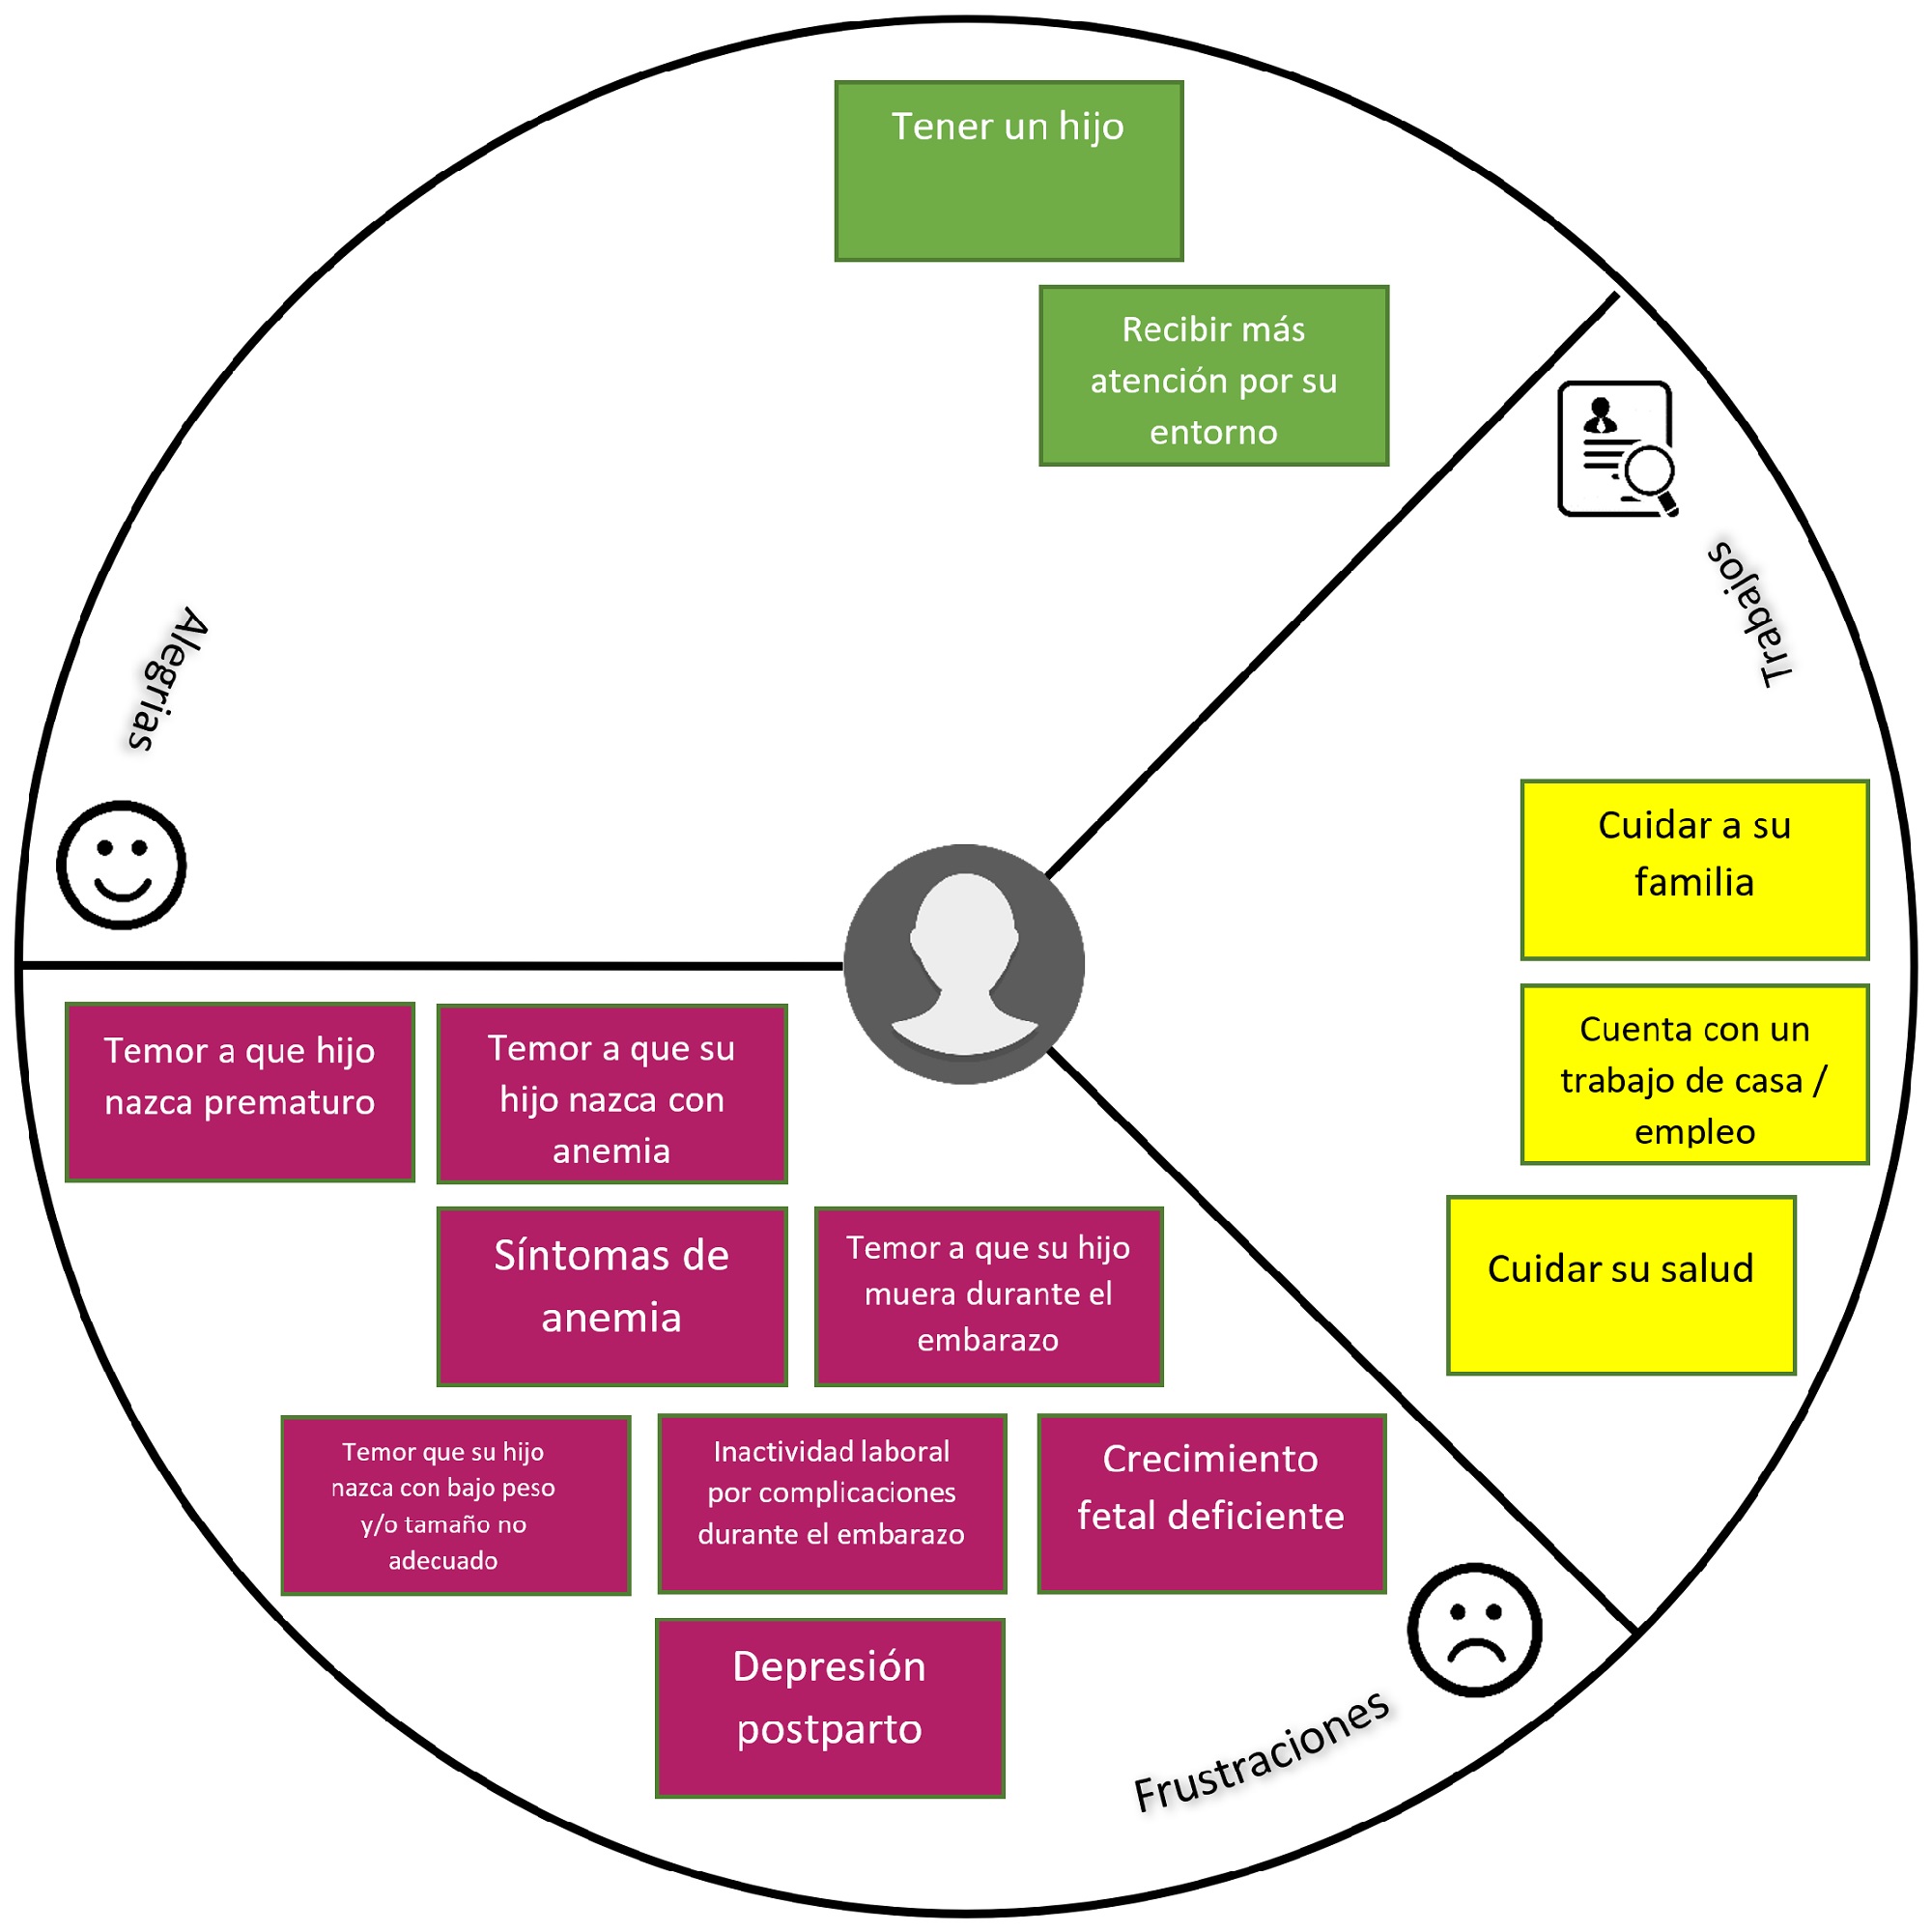 Tener un hijo
Recibir más
atención por su
entorno
Alegrias
Trabajos
Cuidar a su
familia
Cuenta con un
trabajo de casa /
empleo
Cuidar su salud
Temor a que hijo
nazca prematuro
Temor a que su
hijo nazca con
anemia
Síntomas de
anemia
Temor a que su hijo
muera durante el
embarazo
Temor que su hijo
nazca con bajo peso
y/o tamaño no
adecuado
Inactividad laboral
por complicaciones
durante el embarazo
Crecimiento
fetal deficiente
Depresión
postparto
Frustraciones